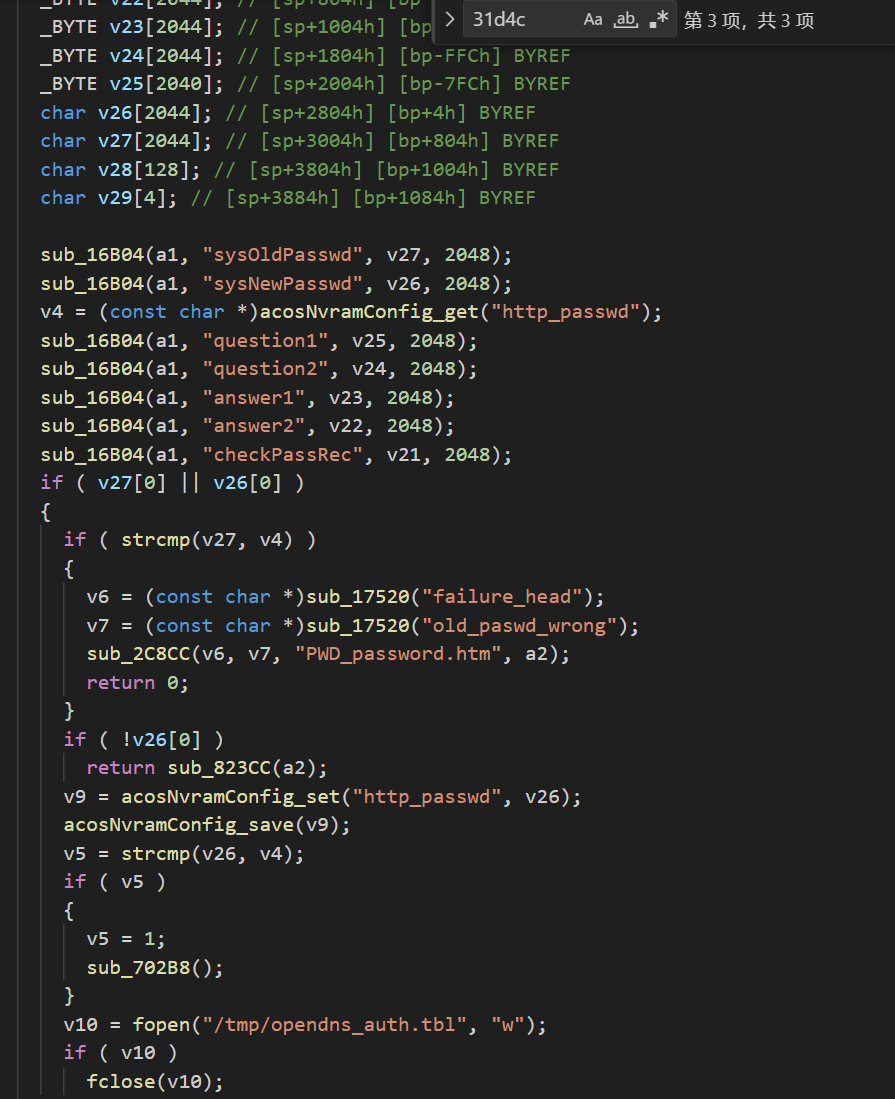 31d4c
Aa ab .* 第 3 项，共 3 项
_BYTE v23[2044]; // [sp+1004h] [bp
_BYTE v24[2044]; // [sp+1804h] [bp-FFCh] BYREF
_BYTE v25[2040]; // [sp+2004h] [bp-7FCh] BYREF
char v26[2044]; // [sp+2804h] [bp+4h] BYREF
char v27[2044]; // [sp+3004h] [bp+804h] BYREF
char v28[128]; // [sp+3804h] [bp+1004h] BYREF
char v29[4]; // [sp+3884h] [bp+1084h] BYREF
sub_16B04(a1, "sysOldPasswd", v27, 2048);
sub_16B04(a1, "sysNewPasswd", v26, 2048);
v4 = (const char *)acosNvramConfig_get("http_passwd");
sub_16B04(a1, "question1", v25, 2048);
sub_16B04(a1, "question2", v24, 2048);
sub_16B04(a1, "answer1", v23, 2048);
sub_16B04(a1, "answer2", v22, 2048);
sub_16B04(a1, "checkPassRec", v21, 2048);
if ( v27[0] || v26[0] )
{
if ( strcmp(v27, v4) )
{
v6 = (const char *)sub_17520("failure_head");
v7 = (const char *)sub_17520("old_paswd_wrong");
sub_2C8CC(v6, v7, "PWD_password.htm", a2);
return 0;
}
if ( !v26[0] )
return sub_823CC(a2);
v9 = acosNvramConfig_set("http_passwd", v26);
acosNvramConfig_save(v9);
v5 = strcmp(v26, v4);
if ( v5 )
{
v5 = 1;
sub_702B8();
}
v10 = fopen("/tmp/opendns_auth.tbl", "w");
if ( v10 )
fclose(v10);